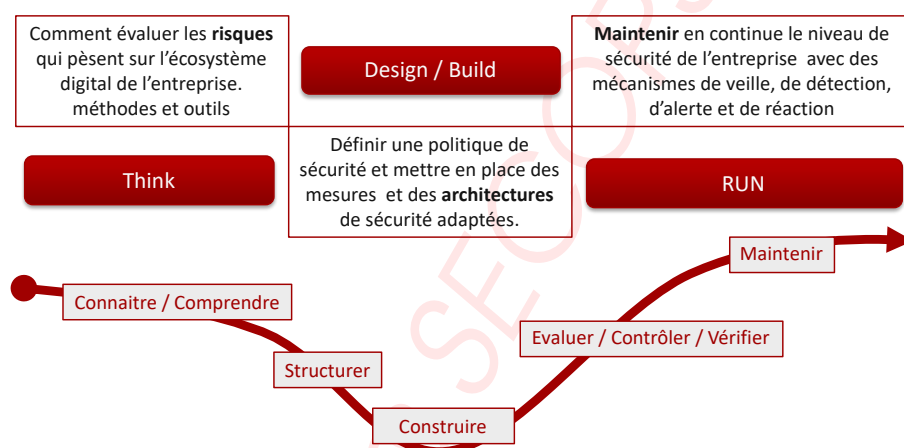 Comment évaluer les risques
qui pèsent sur l'écosystème
digital de l'entreprise.
méthodes et outils
Think
Design / Build
Définir une politique de
sécurité et mettre en place des
mesures et des architectures
de sécurité adaptées.
Maintenir en continue le niveau de
sécurité de l'entreprise avec des
mécanismes de veille, de détection,
d'alerte et de réaction
RUN
Connaitre / Comprendre
Structurer
Construire
Evaluer / Contrôler / Vérifier
Maintenir
SECOPS